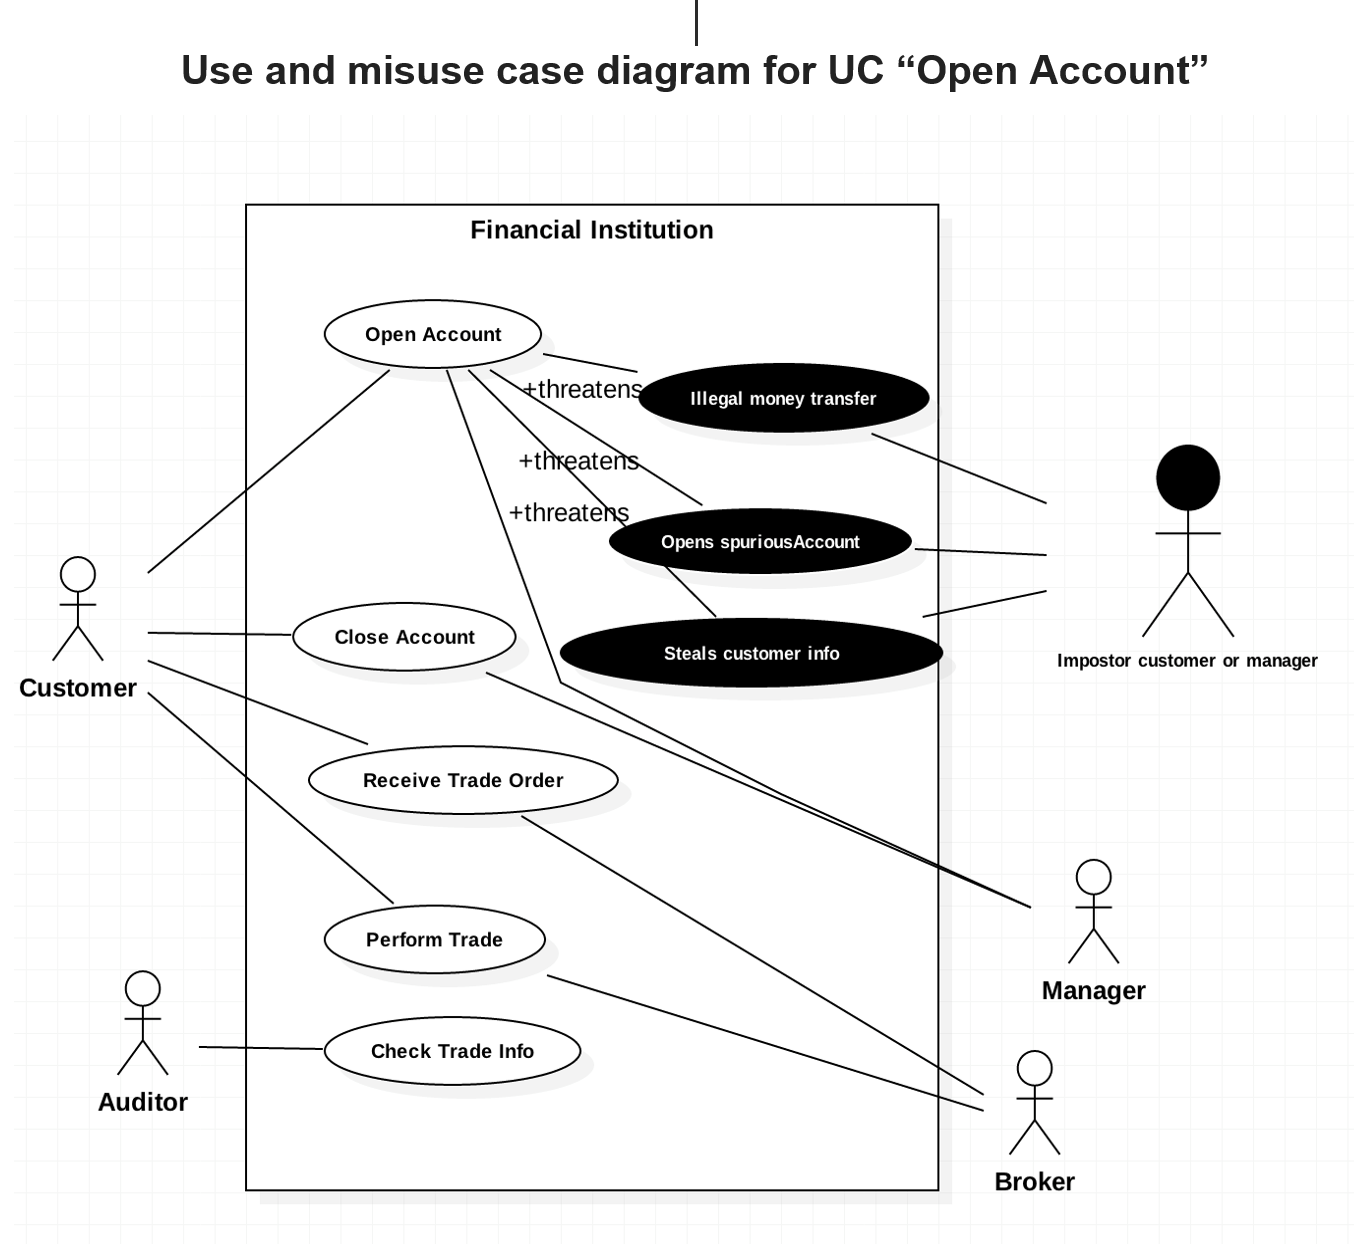 Use and misuse case diagram for UC “Open Account”
Financial Institution
Open Account
+threatens
Illegal money transfer
+threatens
+threatens
Opens spuriousAccount
Close Account
Steals customer info
Impostor customer or manager
Customer
Receive Trade Order
Perform Trade
Manager
Check Trade Info
Auditor
Broker